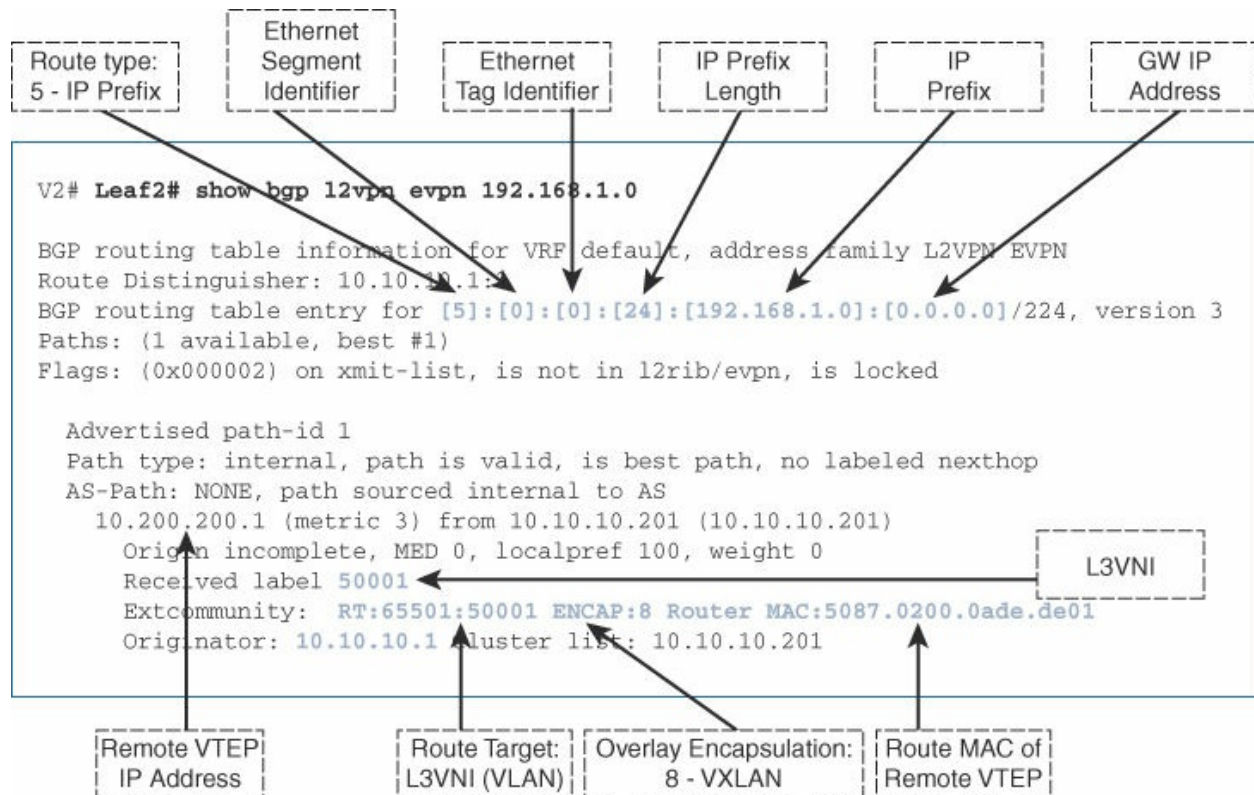 Route type:
5 - IP Prefix
Ethernet
Segment
Identifier
Ethernet
Tag Identifier
IP Prefix
Length
IP
Prefix
GW IP
Address
V2# Leaf2# show bgp l2vpn evpn 192.168.1.0
BGP routing table information for VRF default, address family L2VPN EVPN
Route Distinguisher: 10.10.10.1:
BGP routing table entry for [5]:[0]:[0]:[24]:[192.168.1.0]:[0.0.0.0]/224, version 3
Paths: (1 available, best #1)
Flags: (0x000002) on xmit-list, is not in l2rib/evpn, is locked
Advertised path-id 1
Path type: internal, path is valid, is best path, no labeled nexthop
AS-Path: NONE, path sourced internal to AS
10.200.200.1 (metric 3) from 10.10.10.201 (10.10.10.201)
Origin incomplete, MED 0, localpref 100, weight 0
Received label 50001
L3VNI
Extcommunity: RT:65501:50001 ENCAP:8 Router MAC:5087.0200.0ade.de01
Originator: 10.10.10.1 Cluster list: 10.10.10.201
Remote VTEP
IP Address
Route Target:
L3VNI (VLAN)
Overlay Encapsulation:
8 - VXLAN
Route MAC of
Remote VTEP